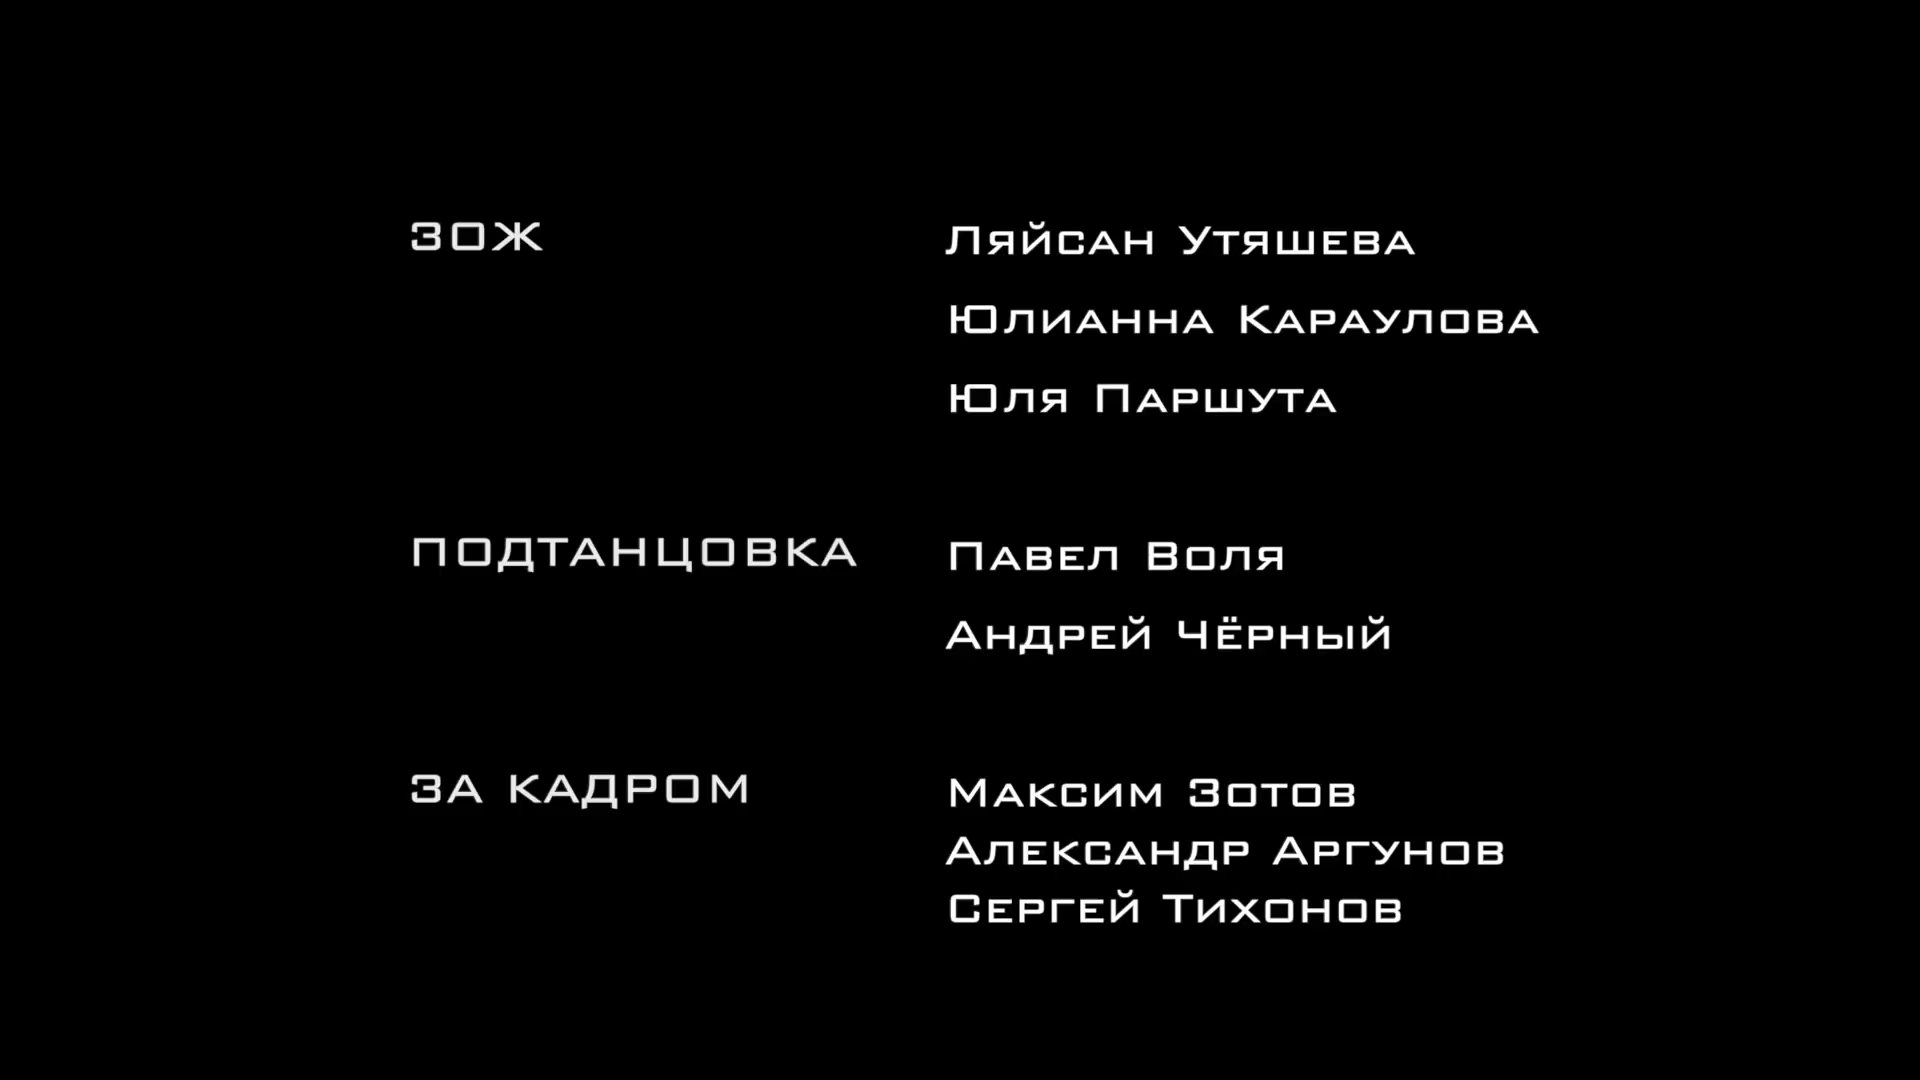 ЗОЖ Ляйсан Утяшева
Юлианна Караулова
Юля Паршута
ПОДТАНЦОВКА Павел Воля
Андрей Чёрный
ЗА КАДРОМ Максим Зотов
Александр Аргунов
Сергей Тихонов